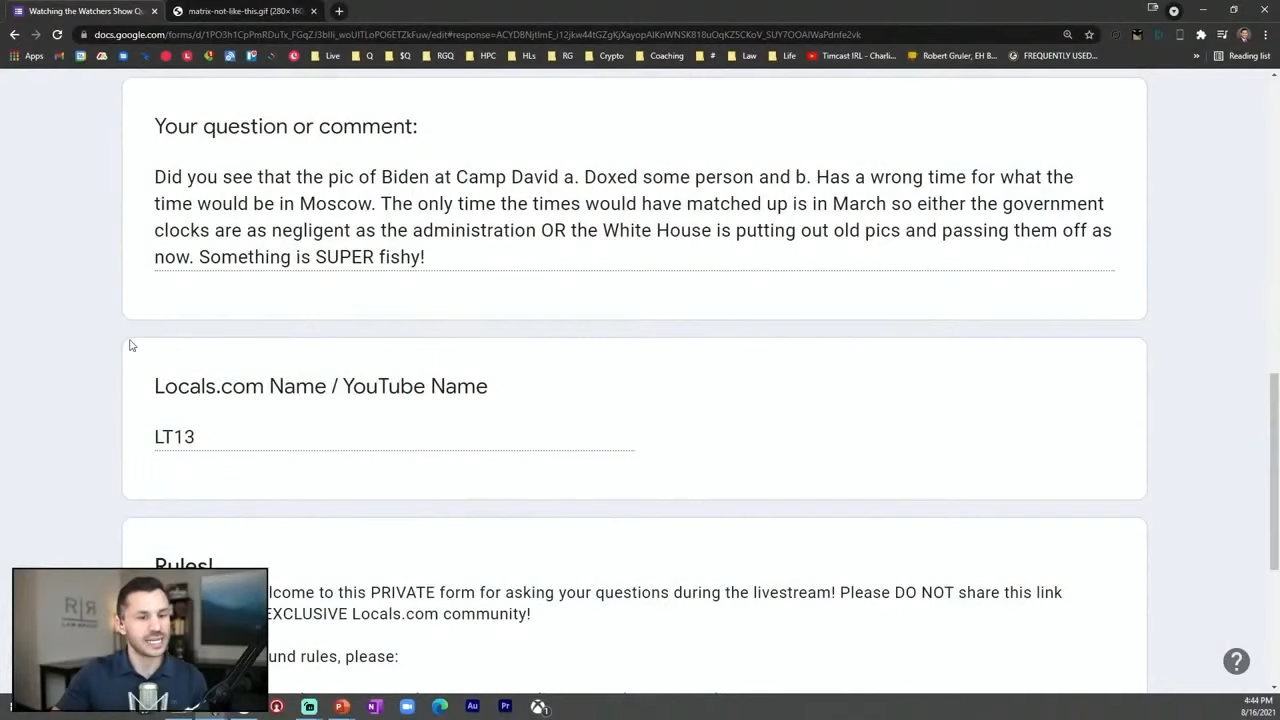 Watching the Watchers Show Q
matrix-not-like-this.gif (280×16
docs.google.com/forms/d/
Apps
Live
Q
$Q
RGQ
HPC
HLs
RG
Crypto
Coaching
#
Law
Life
Timcast IRL - Charli...
Robert Gruler, EH B...
FREQUENTLY USED...
»
Reading list
Your question or comment:
Did you see that the pic of Biden at Camp David a. Doxed some person and b. Has a wrong time for what the
time would be in Moscow. The only time the times would have matched up is in March so either the government
clocks are as negligent as the administration OR the White House is putting out old pics and passing them off as
now. Something is SUPER fishy!
Locals.com Name / YouTube Name
LT13
Rules!
lcome to this PRIVATE form for asking your questions during the livestream! Please DO NOT share this link
EXCLUSIVE Locals.com community!
und rules, please:
R|R
LAW GROUP
4:44 PM
8/16/2021